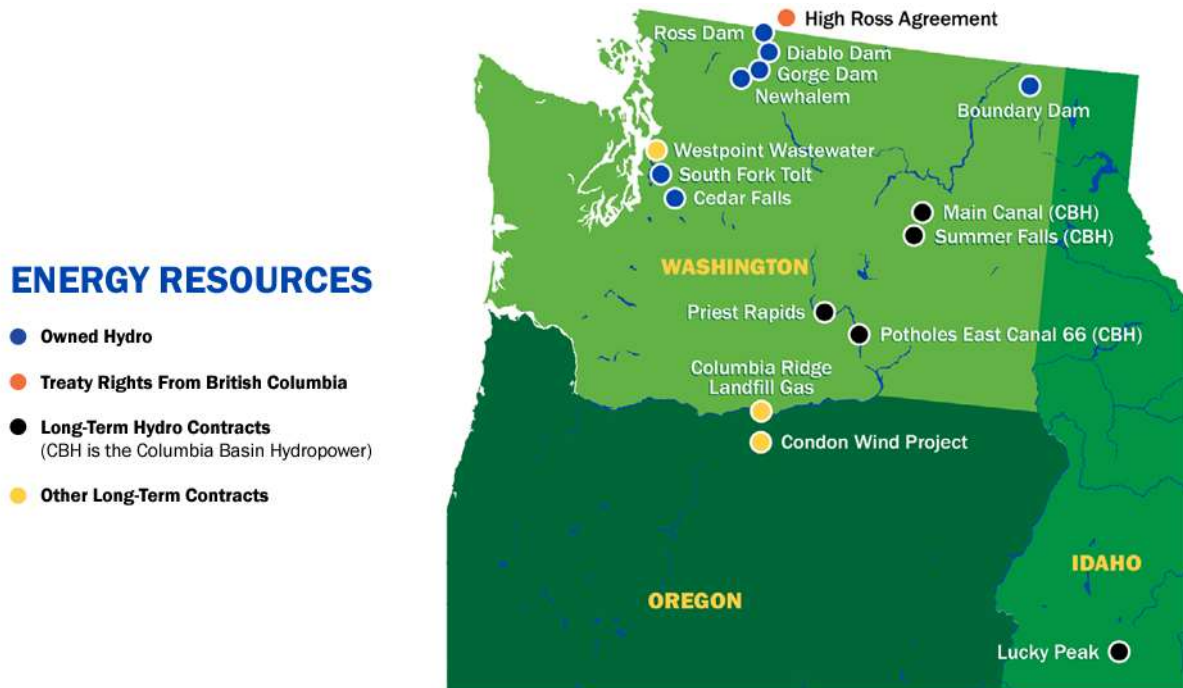 High Ross Agreement
Ross Dam
Diablo Dam
Gorge Dam
Newhalem
Boundary Dam
Westpoint Wastewater
South Fork Tolt
Cedar Falls
Main Canal (CBH)
Summer Falls (CBH)
WASHINGTON
Priest Rapids
Potholes East Canal 66 (CBH)
Columbia Ridge
Landfill Gas
Condon Wind Project
IDAHO
OREGON
Lucky Peak
ENERGY RESOURCES
Owned Hydro
Treaty Rights From British Columbia
Long-Term Hydro Contracts
(CBH is the Columbia Basin Hydropower)
Other Long-Term Contracts